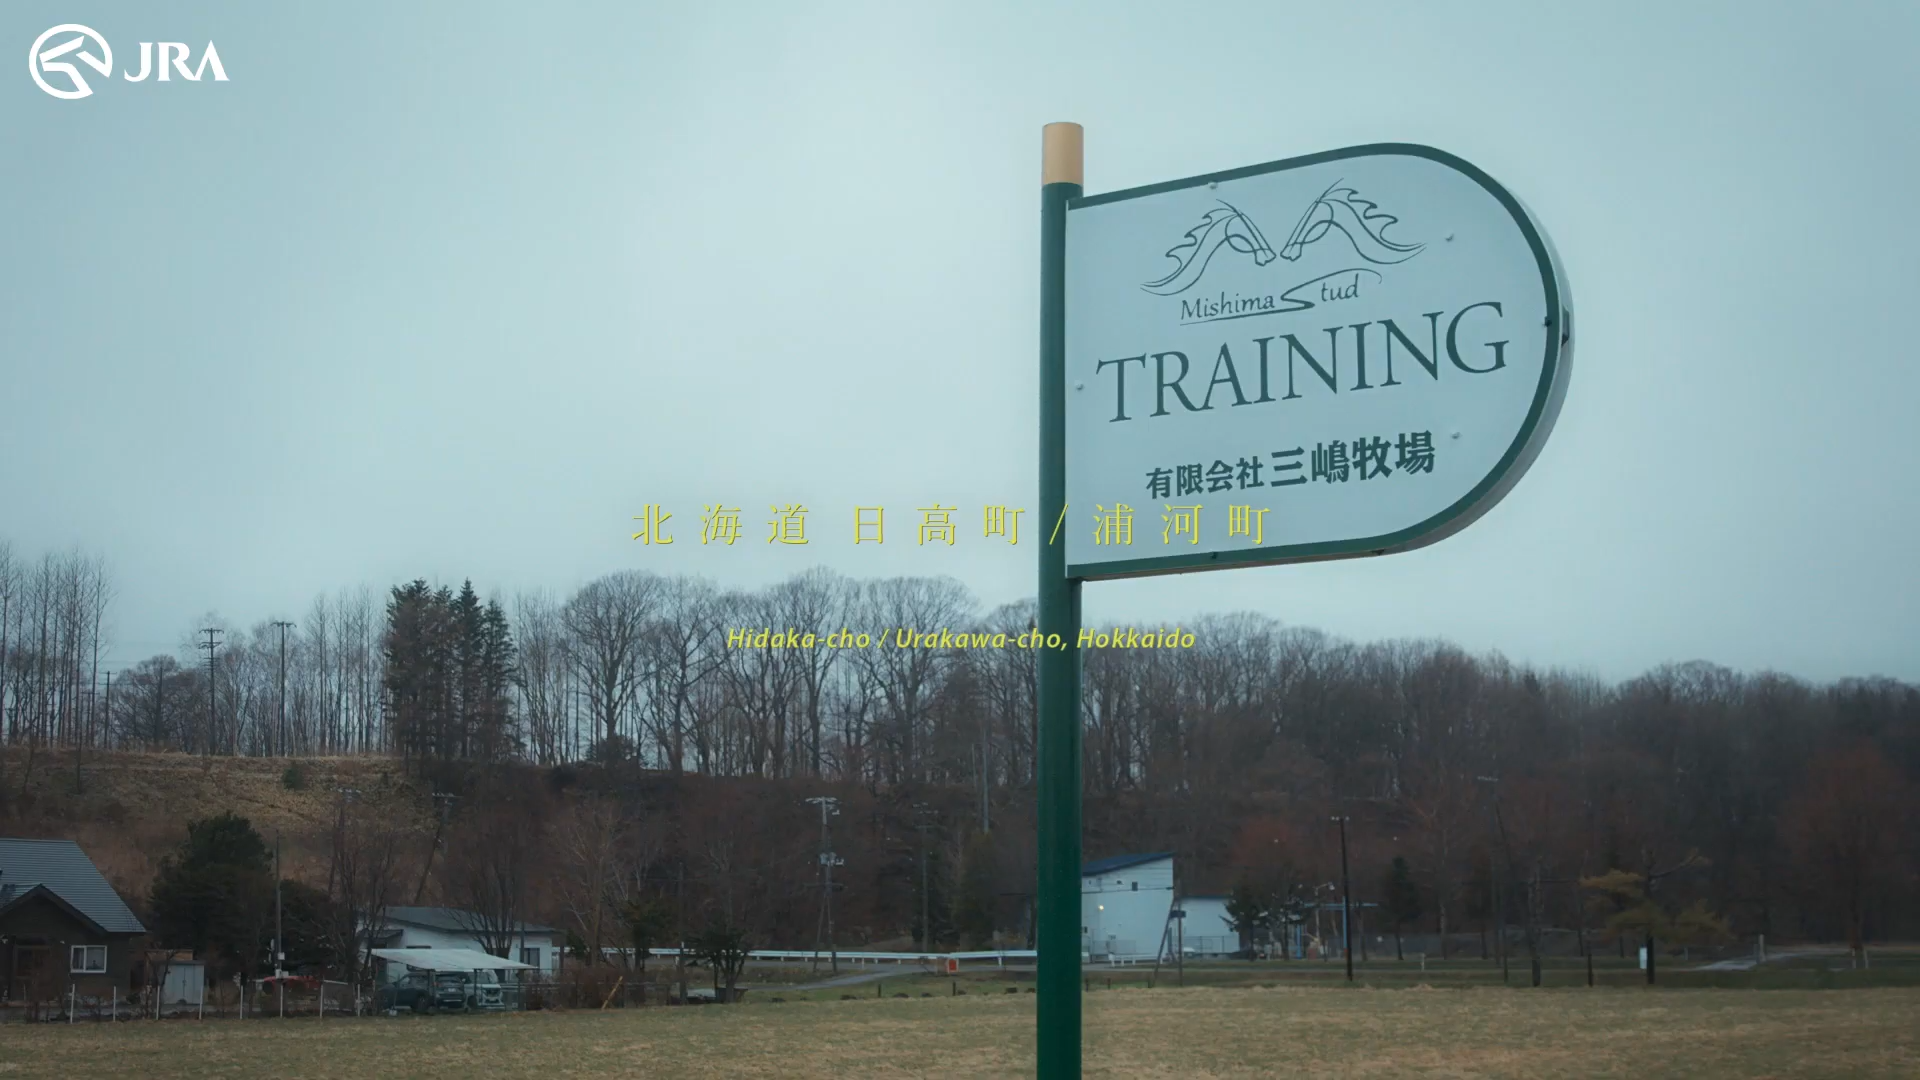 JRA
Mishima Stud
TRAINING
有限会社 三嶋牧場
北海道 日高町/浦河町
Hidaka-cho / Urakawa-cho, Hokkaido